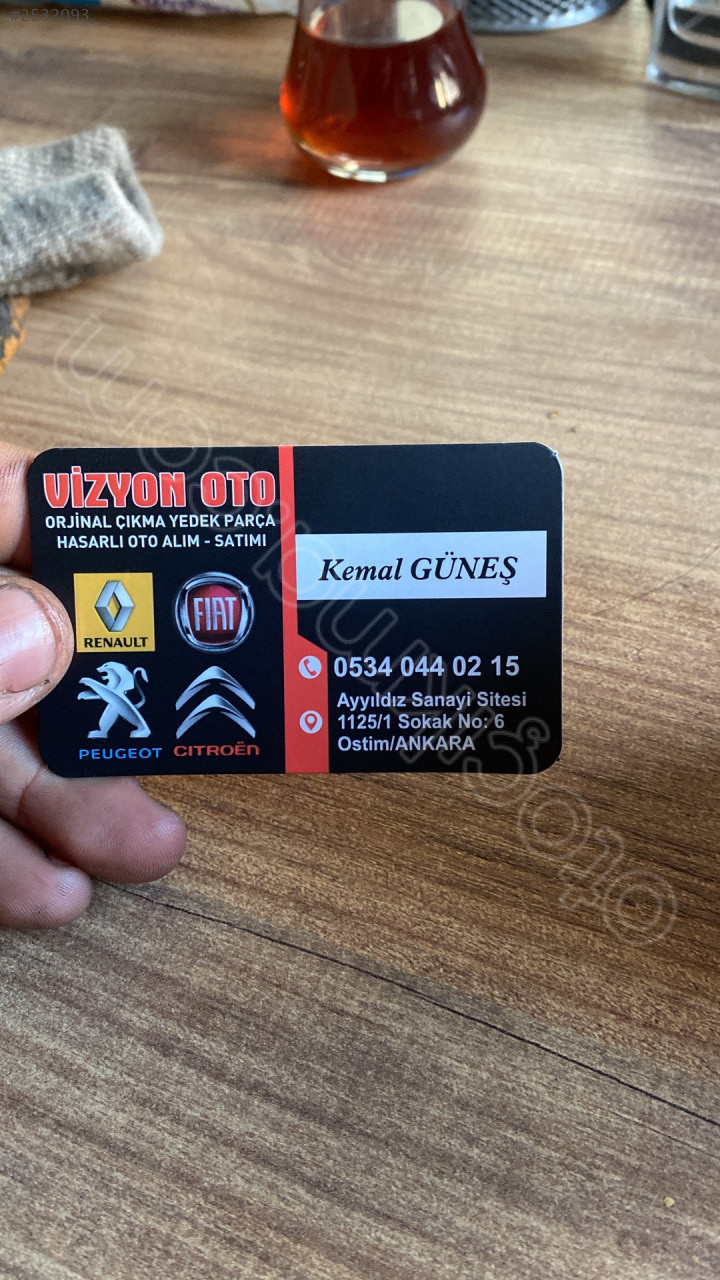 #3532093
VİZYON OTO
ORJİNAL ÇIKMA YEDEK PARÇA
HASARLI OTO ALIM - SATIMI
RENAULT
FIAT
PEUGEOT
CITROËN
Kemal GÜNEŞ
0534 044 02 15
Ayyıldız Sanayi Sitesi
1125/1 Sokak No: 6
Ostim/ANKARA